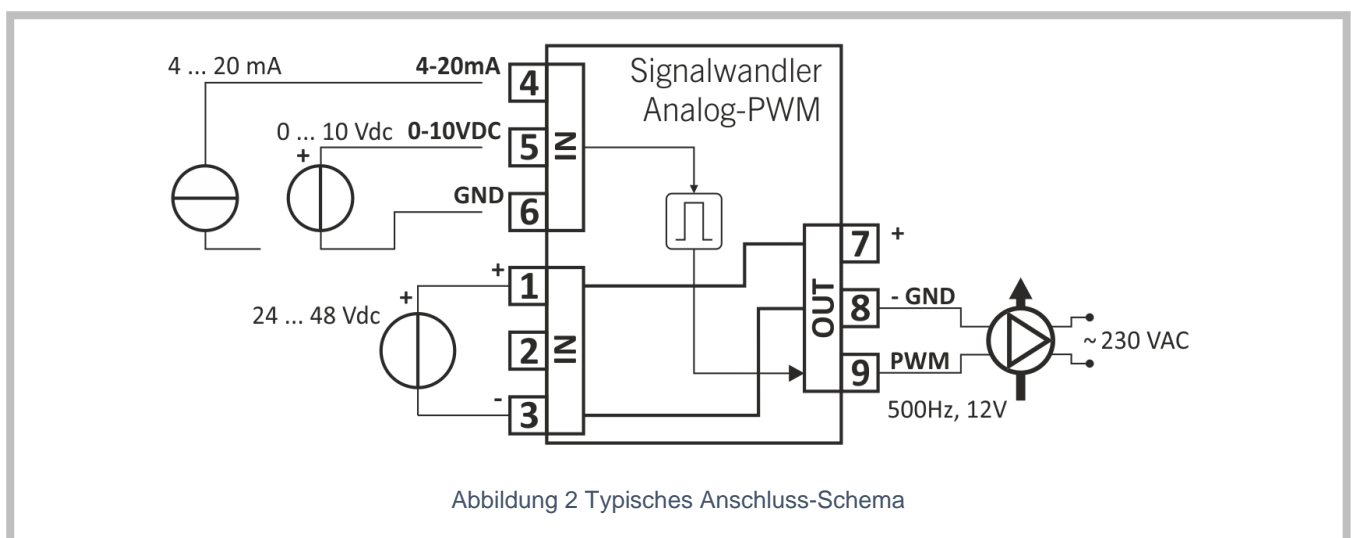 4 ... 20 mA
4-20mA
4
Signalwandler
Analog-PWM
0 ... 10 Vdc
0-10VDC
+
5
IN
GND
6
24 ... 48 Vdc
+
+
1
2
IN
-
3
OUT
7
+
8
- GND
9
PWM
500Hz, 12V
~ 230 VAC
Abbildung 2 Typisches Anschluss-Schema